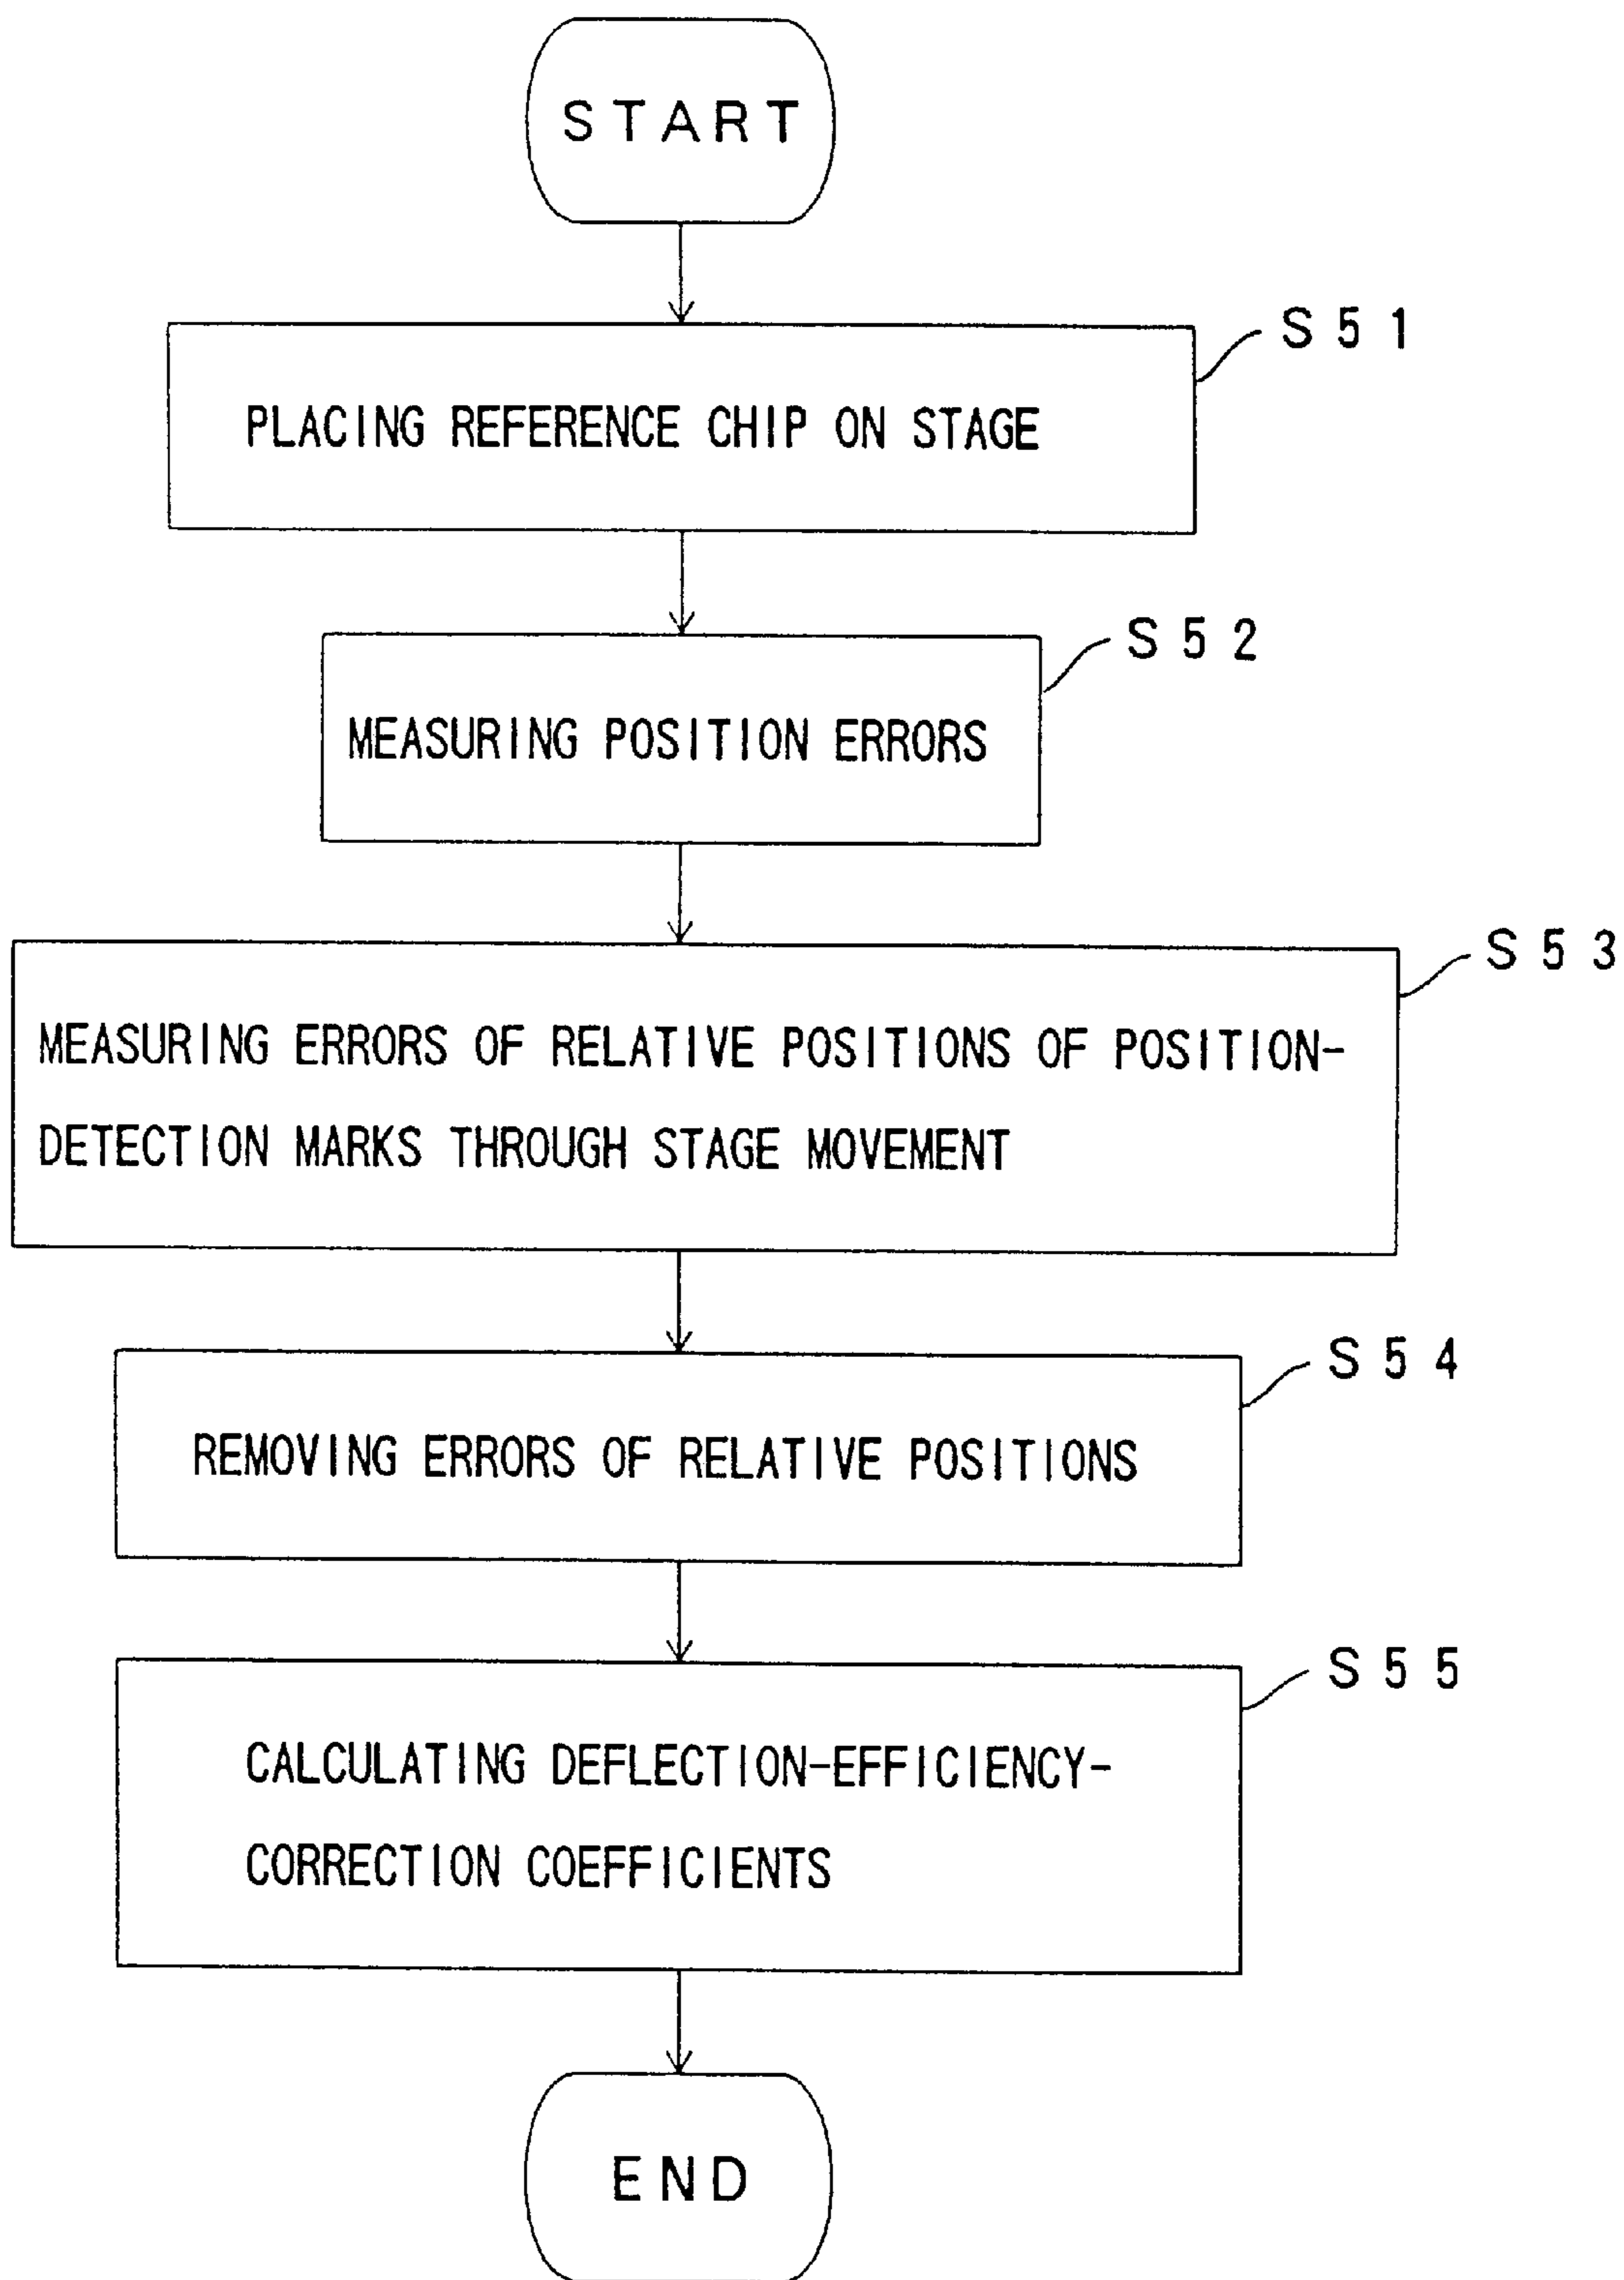 START
S51
PLACING REFERENCE CHIP ON STAGE
S52
MEASURING POSITION ERRORS
S53
MEASURING ERRORS OF RELATIVE POSITIONS OF POSITION-
DETECTION MARKS THROUGH STAGE MOVEMENT
S54
REMOVING ERRORS OF RELATIVE POSITIONS
S55
CALCULATING DEFLECTION-EFFICIENCY-
CORRECTION COEFFICIENTS
END